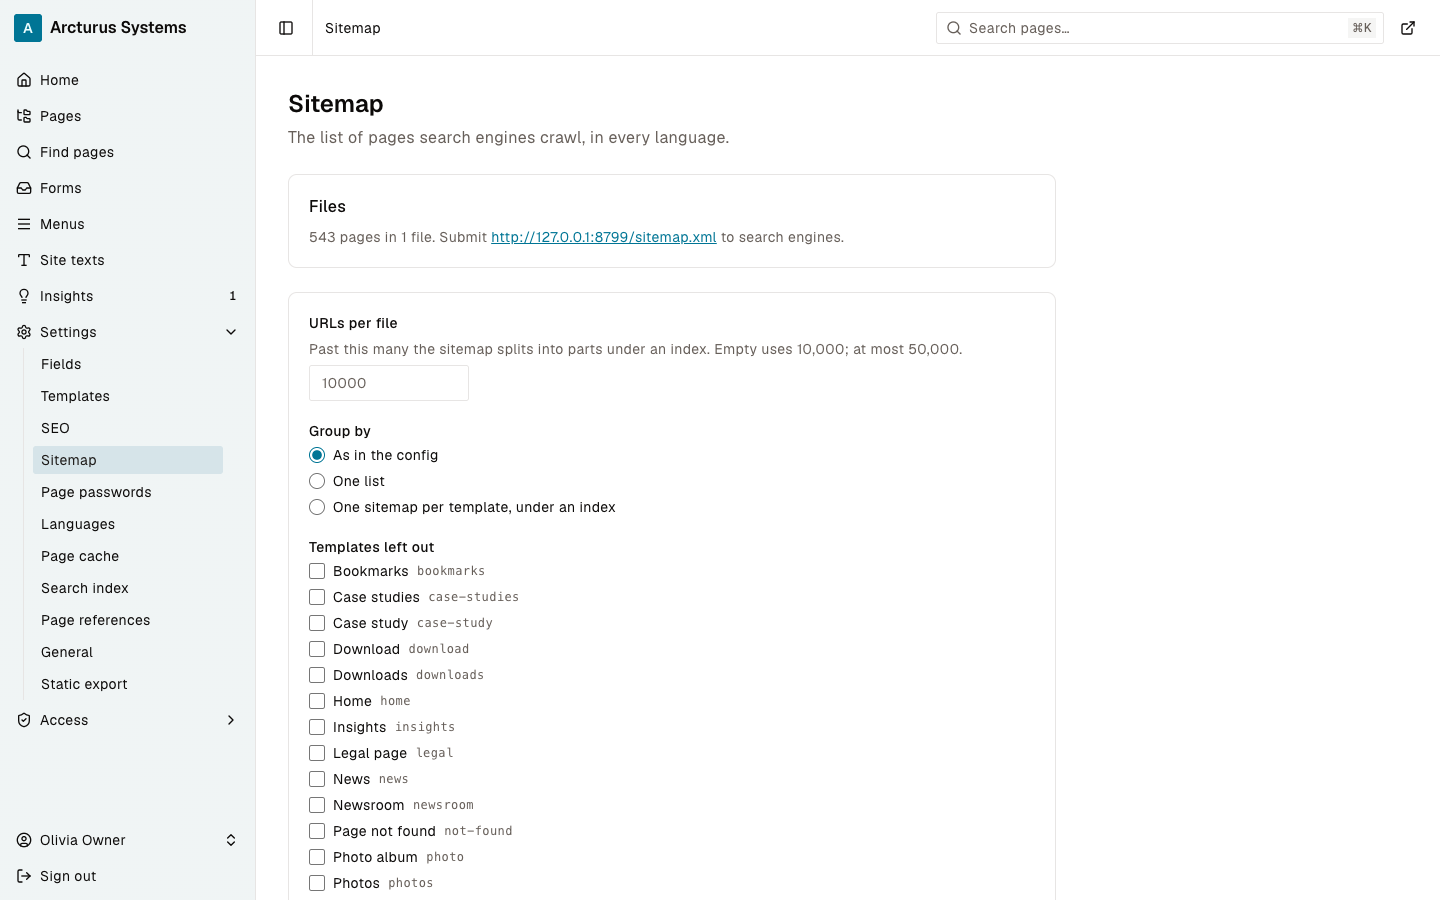 A
Arcturus Systems
Home
Pages
Find pages
Forms
Menus
Site texts
Insights 1
Settings
Fields
Templates
SEO
Sitemap
Page passwords
Languages
Page cache
Search index
Page references
General
Static export
Access
Olivia Owner
Sign out
Sitemap
Search pages… ⌘K
Sitemap
The list of pages search engines crawl, in every language.
Files
543 pages in 1 file. Submit http://127.0.0.1:8799/sitemap.xml to search engines.
URLs per file
Past this many the sitemap splits into parts under an index. Empty uses 10,000; at most 50,000.
10000
Group by
As in the config
One list
One sitemap per template, under an index
Templates left out
Bookmarks bookmarks
Case studies case-studies
Case study case-study
Download download
Downloads downloads
Home home
Insights insights
Legal page legal
News news
Newsroom newsroom
Page not found not-found
Photo album photo
Photos photos